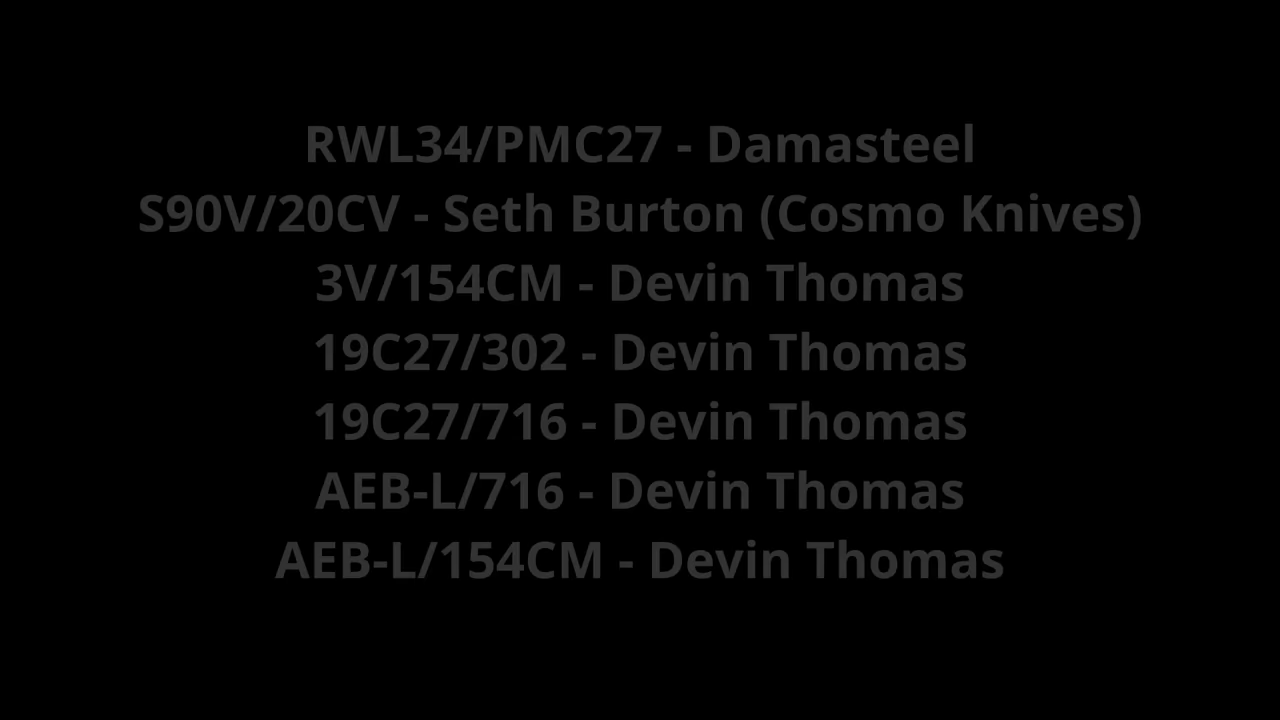 RWL34/PMC27 - Damasteel
S90V/20CV - Seth Burton (Cosmo Knives)
3V/154CM - Devin Thomas
19C27/302 - Devin Thomas
19C27/716 - Devin Thomas
AEB-L/716 - Devin Thomas
AEB-L/154CM - Devin Thomas